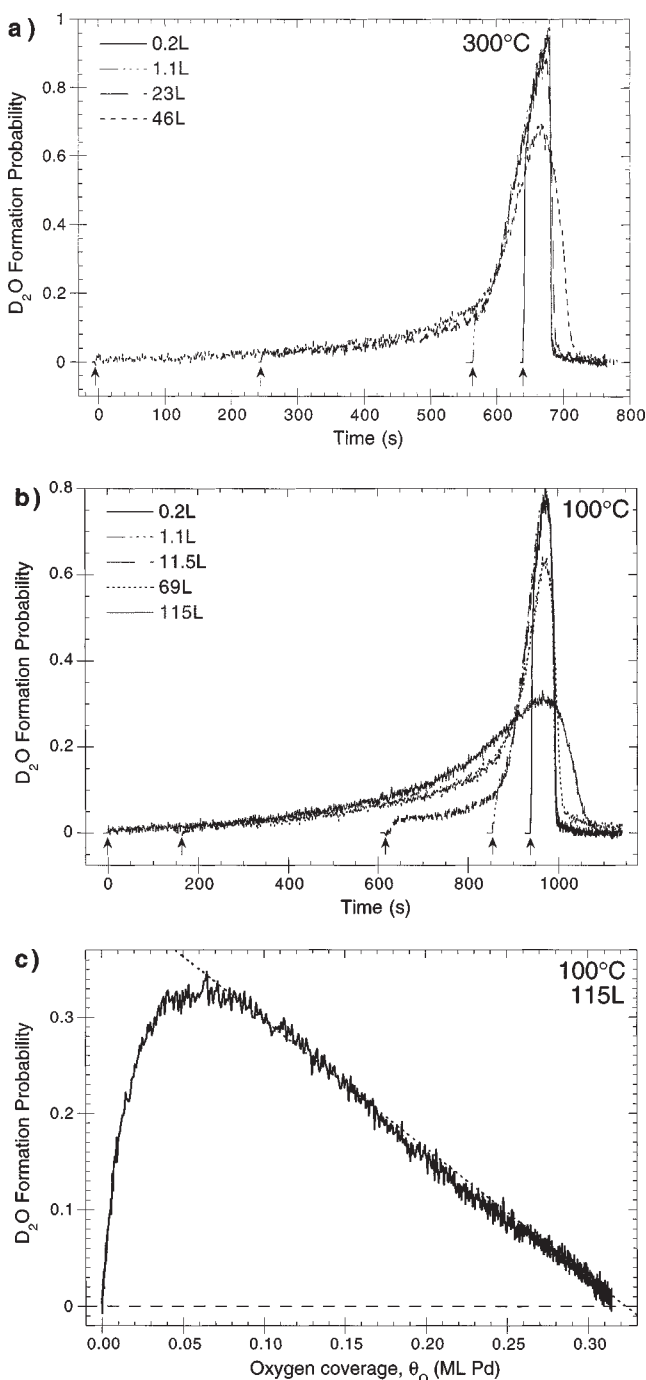 a)
300°C
0.2L
1.1L
23L
46L
1
0.8
0.6
0.4
0.2
0
D₂O Formation Probability
0 100 200 300 400 500 600 700 800
Time (s)
b)
100°C
0.2L
1.1L
11.5L
69L
115L
0.8
0.6
0.4
0.2
0
D₂O Formation Probability
0 200 400 600 800 1000
Time (s)
c)
100°C
115L
0.3
0.2
0.1
0
D₂O Formation Probability
0.00 0.05 0.10 0.15 0.20 0.25 0.30
Oxygen coverage, θ₀ (ML Pd)